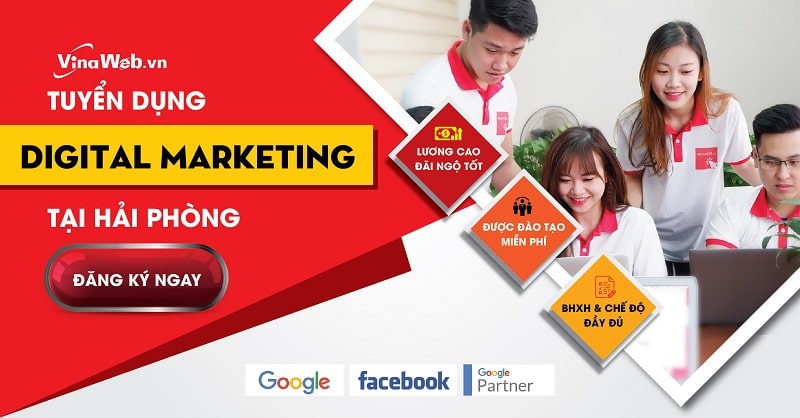 VinaWeb.vn
TUYỂN DỤNG
DIGITAL MARKETING
TẠI HẢI PHÒNG
ĐĂNG KÝ NGAY
LƯƠNG CAO
ĐÃI NGỘ TỐT
ĐƯỢC ĐÀO TẠO
MIỄN PHÍ
BHXH & CHẾ ĐỘ
ĐẦY ĐỦ
Google
facebook
Google
Partner